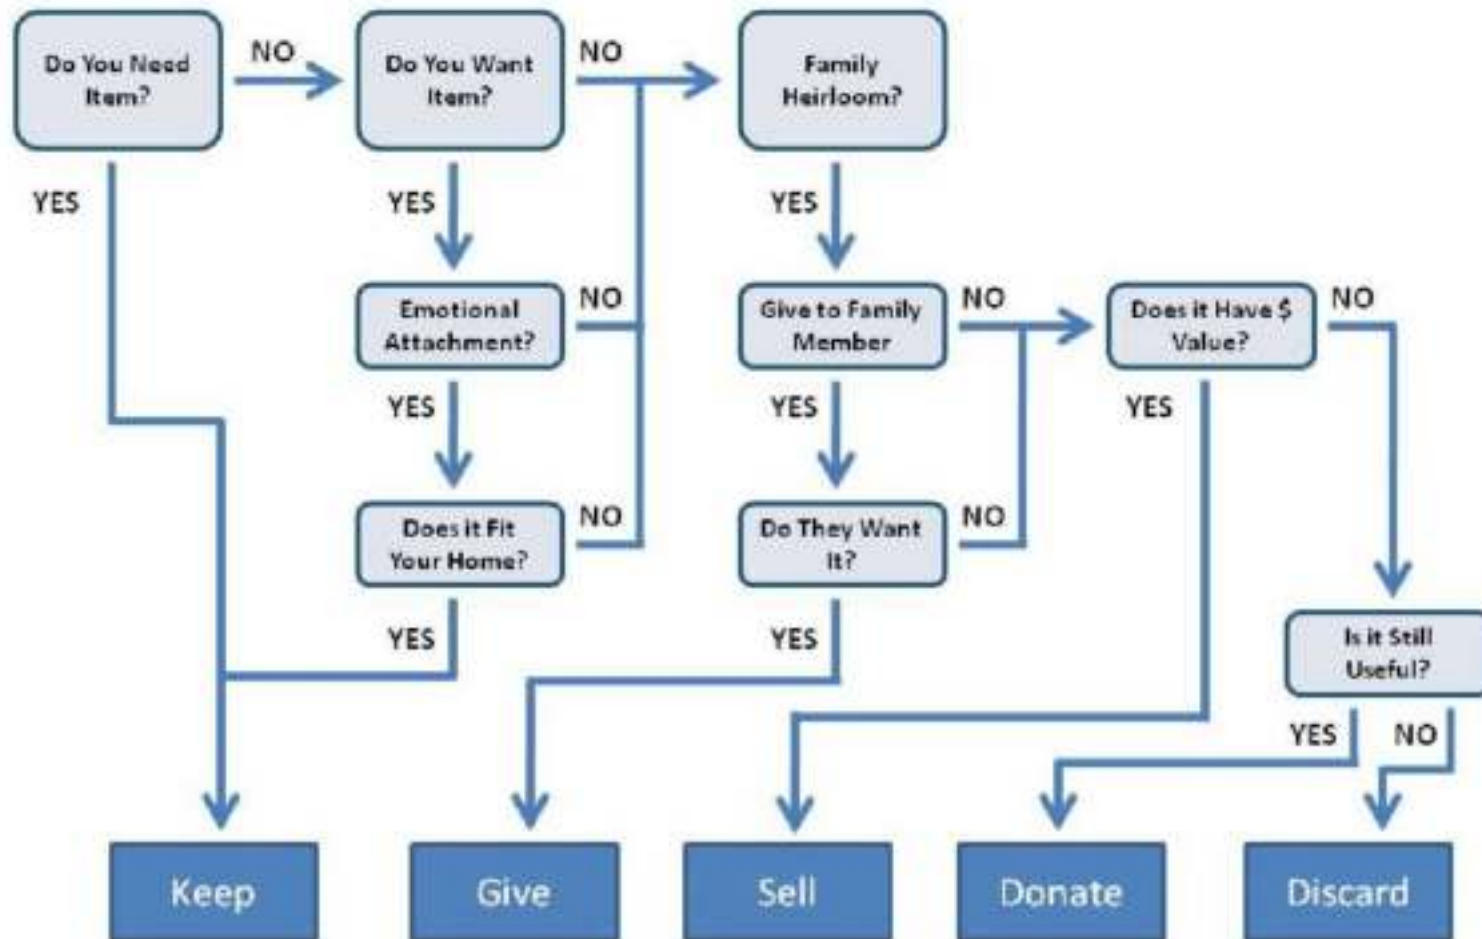 Do You Need
Item?
NO
Do You Want
Item?
NO
Family
Heirloom?
YES
YES
YES
Emotional
Attachment?
NO
Give to Family
Member
NO
Does it Have $
Value?
NO
YES
YES
YES
Does it Fit
Your Home?
NO
Do They Want
It?
NO
YES
YES
Is it Still
Useful?
YES
NO
Keep
Give
Sell
Donate
Discard